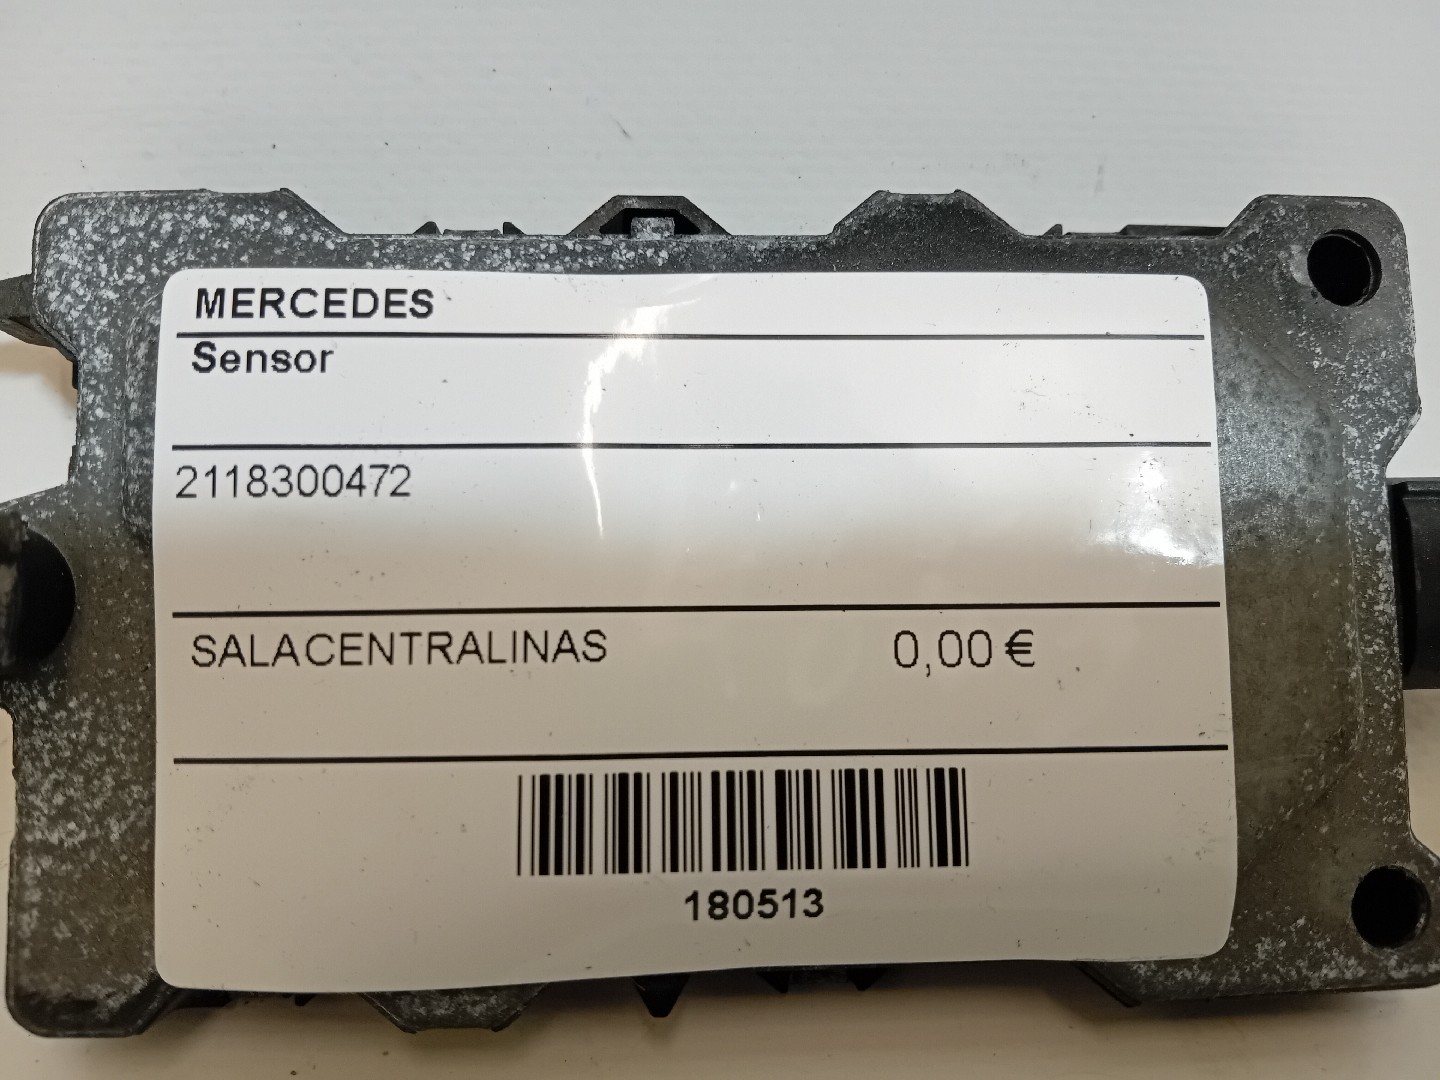 MERCEDES
Sensor
2118300472
SALACENTRALINAS 0,00 €
180513